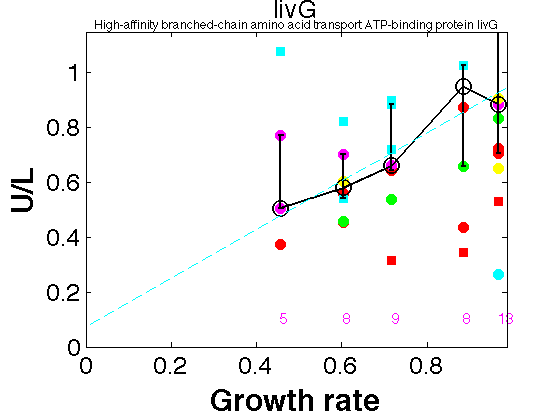 livG
High-affinity branched-chain amino acid transport ATP-binding protein livG
1
0.8
0.6
0.4
0.2
0
U/L
5 8 9 8 13
0 0.2 0.4 0.6 0.8
Growth rate